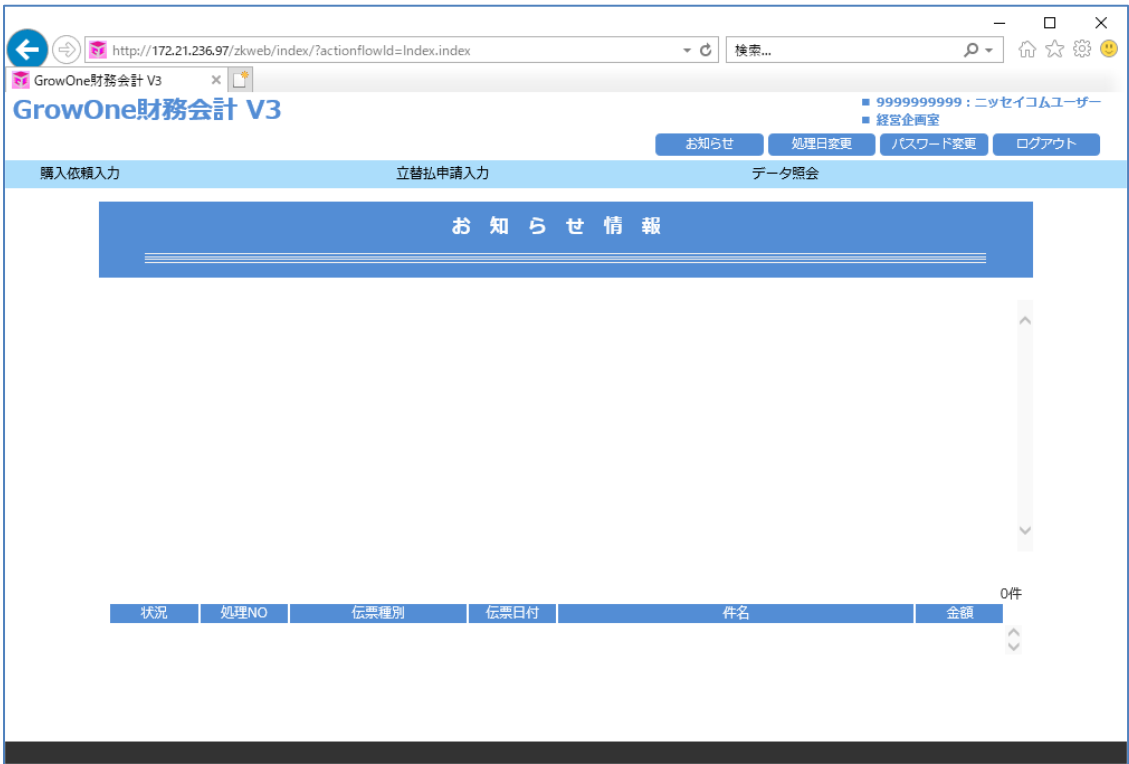 http://172.21.236.97/zkweb/index/?actionflowId=Index.index
検索...
GrowOne財務会計 V3
GrowOne財務会計 V3
9999999999：ニッセイコムユーザー
経営企画室
お知らせ 処理日変更 パスワード変更 ログアウト
購入依頼入力 立替払申請入力 データ照会
お知らせ情報
0件
状況 処理NO 伝票種別 伝票日付 件名 金額